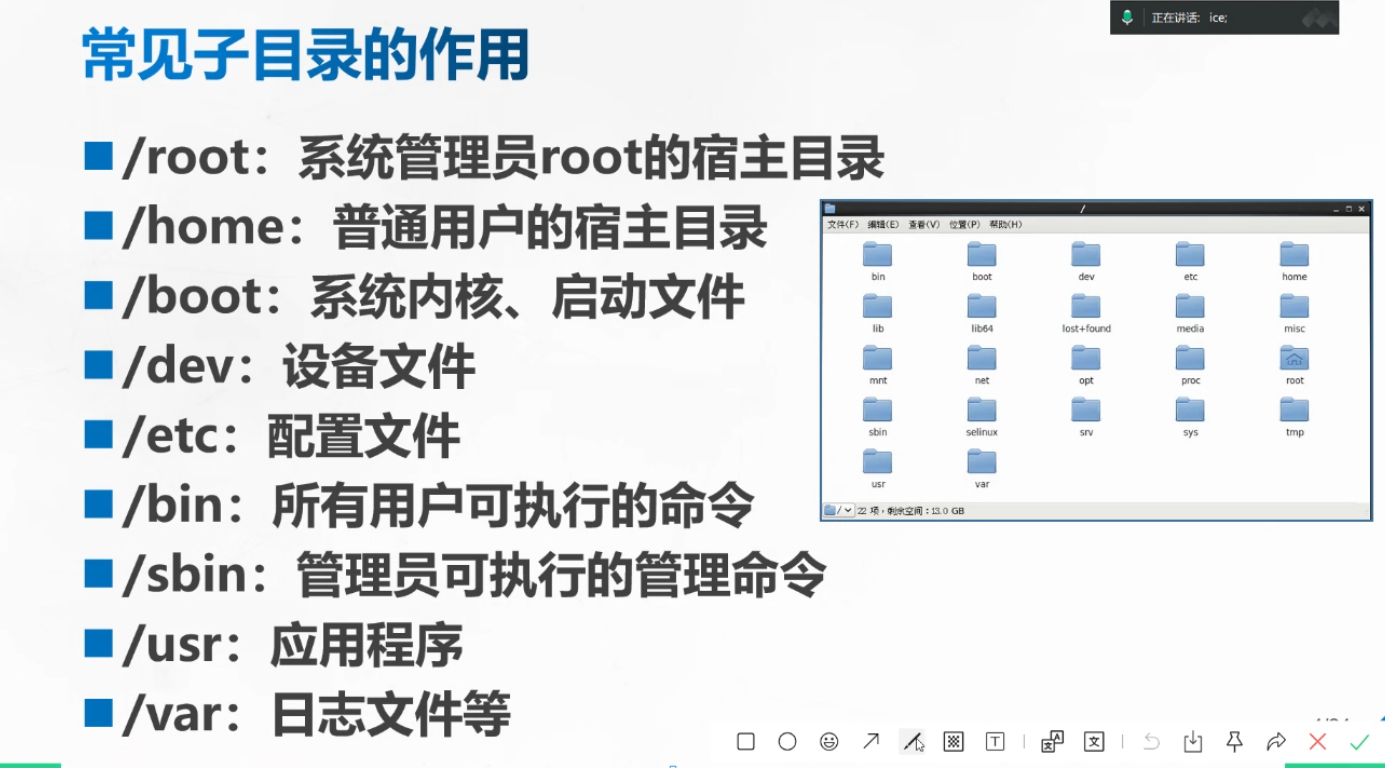 正在讲话: ice;
常见子目录的作用
/root：系统管理员root的宿主目录
/home：普通用户的宿主目录
/boot：系统内核、启动文件
/dev：设备文件
/etc：配置文件
/bin：所有用户可执行的命令
/sbin：管理员可执行的管理命令
/usr：应用程序
/var：日志文件等
/
文件(F) 编辑(E) 查看(V) 位置(P) 帮助(H)
bin boot dev etc home
lib lib64 lost+found media misc
mnt net opt proc root
sbin selinux srv sys tmp
usr var
/ 22 项，剩余空间：13.0 GB
T 文 A 文